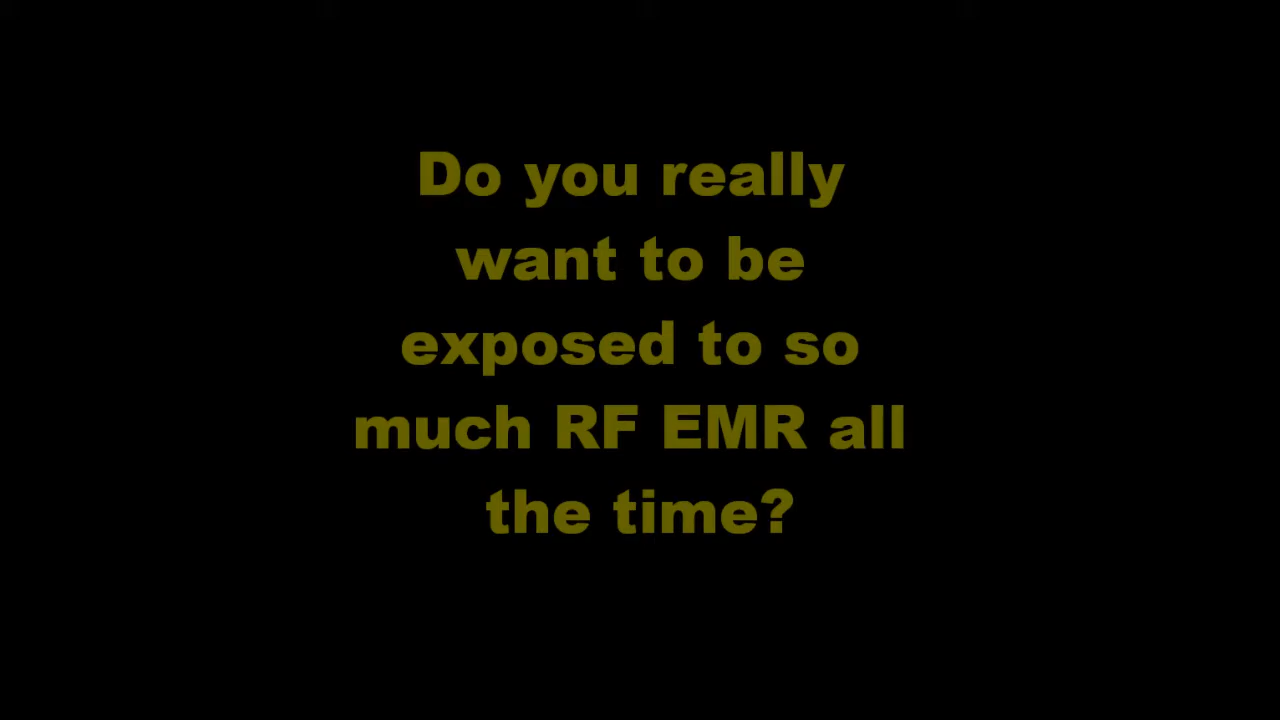 Do you really
want to be
exposed to so
much RF EMR all
the time?